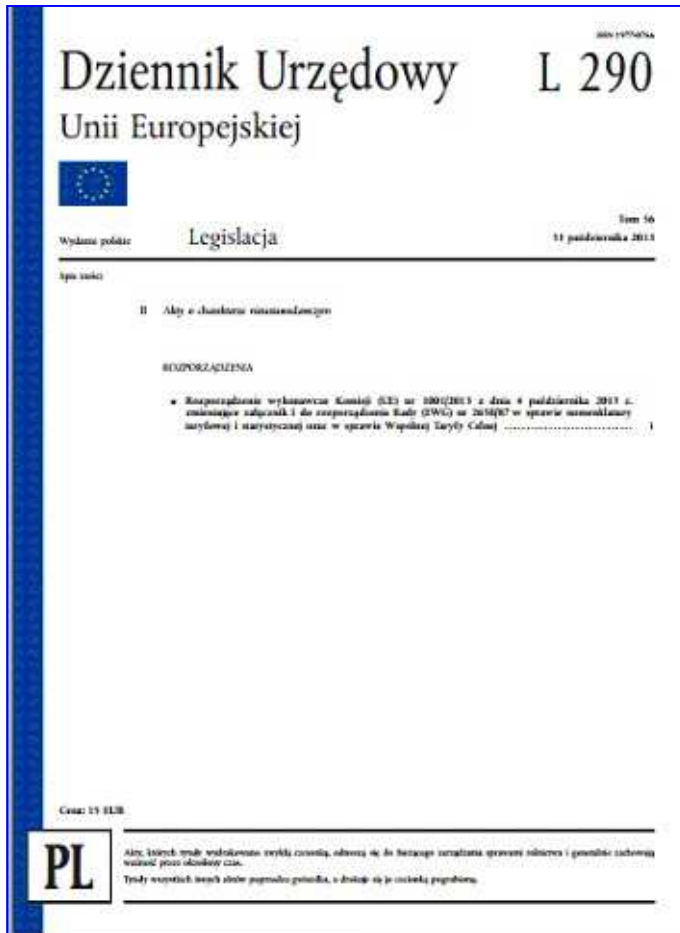 ISSN 1977-0766
Dziennik Urzędowy L 290
Unii Europejskiej
Tom 56
Wydanie polskie Legislacja 31 października 2013
Spis treści
II Akty o charakterze nieustawodawczym
ROZPORZĄDZENIA
★ Rozporządzenie wykonawcze Komisji (UE) nr 1001/2013 z dnia 4 października 2013 r.
zmieniające załącznik I do rozporządzenia Rady (EWG) nr 2658/87 w sprawie nomenklatury
taryfowej i statystycznej oraz w sprawie Wspólnej Taryfy Celnej ................................ 1
Cena: 15 EUR
PL
Akty, których tytuły wydrukowano zwykłą czcionką, odnoszą się do bieżącego zarządzania sprawami rolnictwa i generalnie zachowują
ważność przez określony czas.
Tytuły wszystkich innych aktów poprzedza gwiazdka, a drukuje się je czcionką pogrubioną.